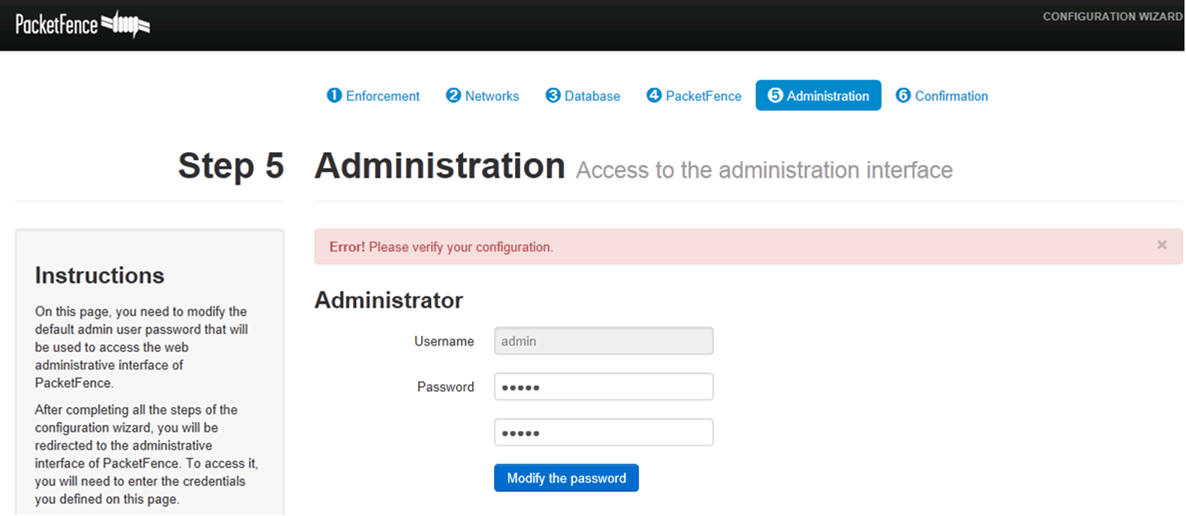 PacketFence
CONFIGURATION WIZARD
1 Enforcement
2 Networks
3 Database
4 PacketFence
5 Administration
6 Confirmation
Step 5
Administration Access to the administration interface
Instructions
On this page, you need to modify the
default admin user password that will
be used to access the web
administrative interface of
PacketFence.
After completing all the steps of the
configuration wizard, you will be
redirected to the administrative
interface of PacketFence. To access it,
you will need to enter the credentials
you defined on this page.
Error! Please verify your configuration. ×
Administrator
Username admin
Password •••••
•••••
Modify the password